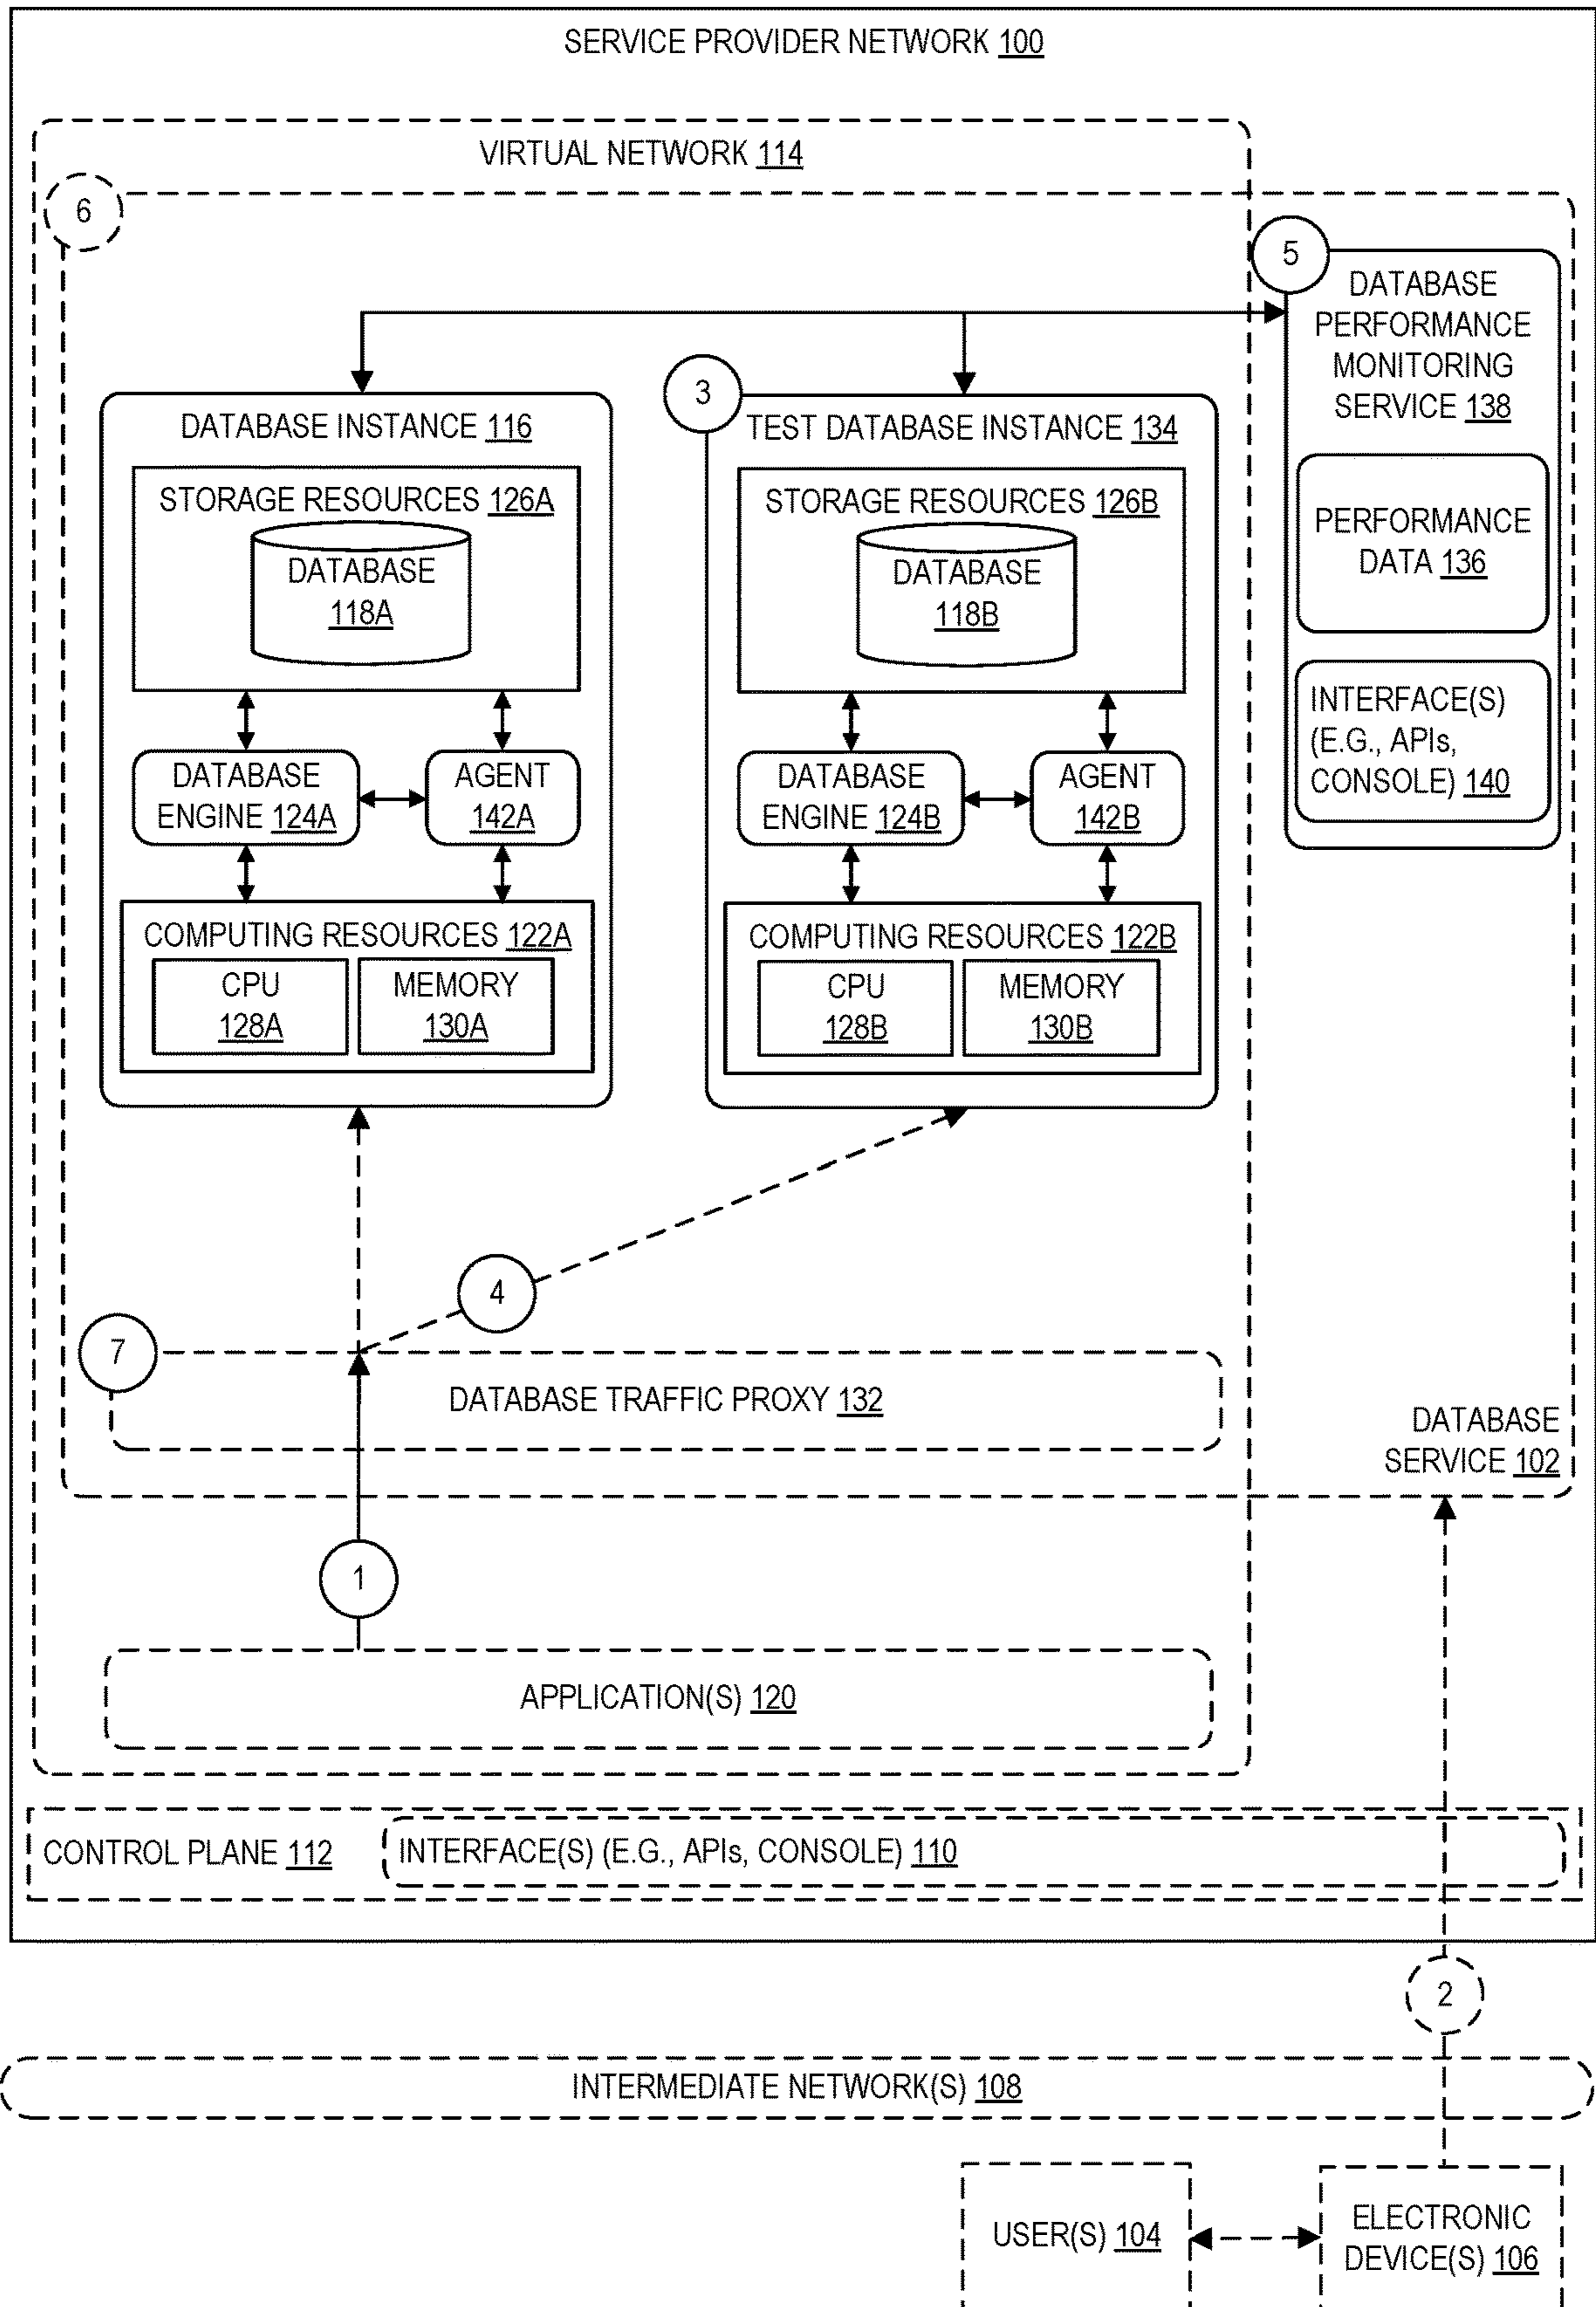 SERVICE PROVIDER NETWORK 100
VIRTUAL NETWORK 114
6
5
DATABASE
PERFORMANCE
MONITORING
SERVICE 138
PERFORMANCE
DATA 136
INTERFACE(S)
(E.G., APIs,
CONSOLE) 140
DATABASE INSTANCE 116
STORAGE RESOURCES 126A
DATABASE
118A
DATABASE
ENGINE 124A
AGENT
142A
COMPUTING RESOURCES 122A
CPU
128A
MEMORY
130A
3
TEST DATABASE INSTANCE 134
STORAGE RESOURCES 126B
DATABASE
118B
DATABASE
ENGINE 124B
AGENT
142B
COMPUTING RESOURCES 122B
CPU
128B
MEMORY
130B
4
7
DATABASE TRAFFIC PROXY 132
DATABASE
SERVICE 102
1
APPLICATION(S) 120
CONTROL PLANE 112
INTERFACE(S) (E.G., APIs, CONSOLE) 110
2
INTERMEDIATE NETWORK(S) 108
USER(S) 104
ELECTRONIC
DEVICE(S) 106